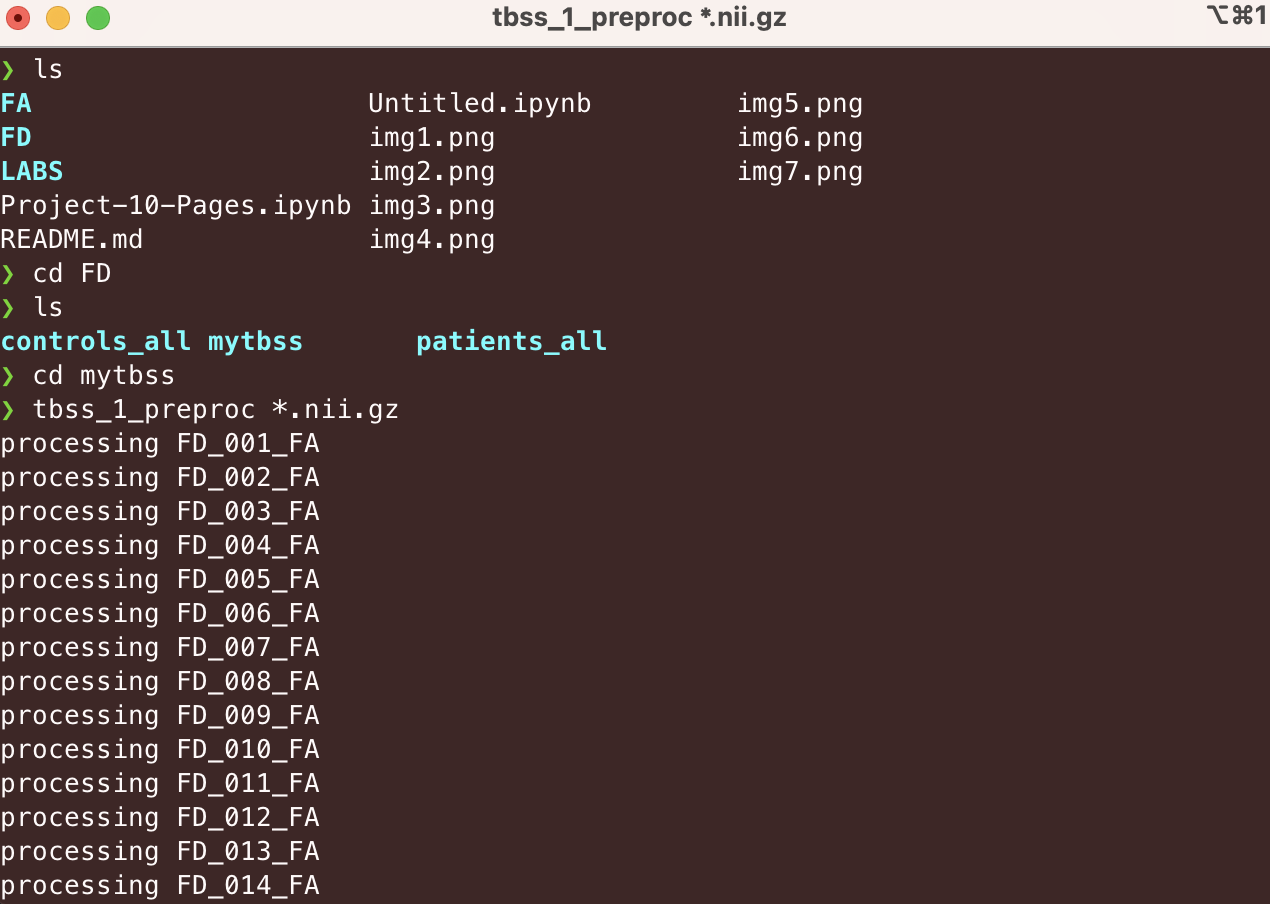 tbss_1_preproc *.nii.gz ⌥⌘1
❯ ls
FA Untitled.ipynb img5.png
FD img1.png img6.png
LABS img2.png img7.png
Project-10-Pages.ipynb img3.png
README.md img4.png
❯ cd FD
❯ ls
controls_all mytbss patients_all
❯ cd mytbss
❯ tbss_1_preproc *.nii.gz
processing FD_001_FA
processing FD_002_FA
processing FD_003_FA
processing FD_004_FA
processing FD_005_FA
processing FD_006_FA
processing FD_007_FA
processing FD_008_FA
processing FD_009_FA
processing FD_010_FA
processing FD_011_FA
processing FD_012_FA
processing FD_013_FA
processing FD_014_FA